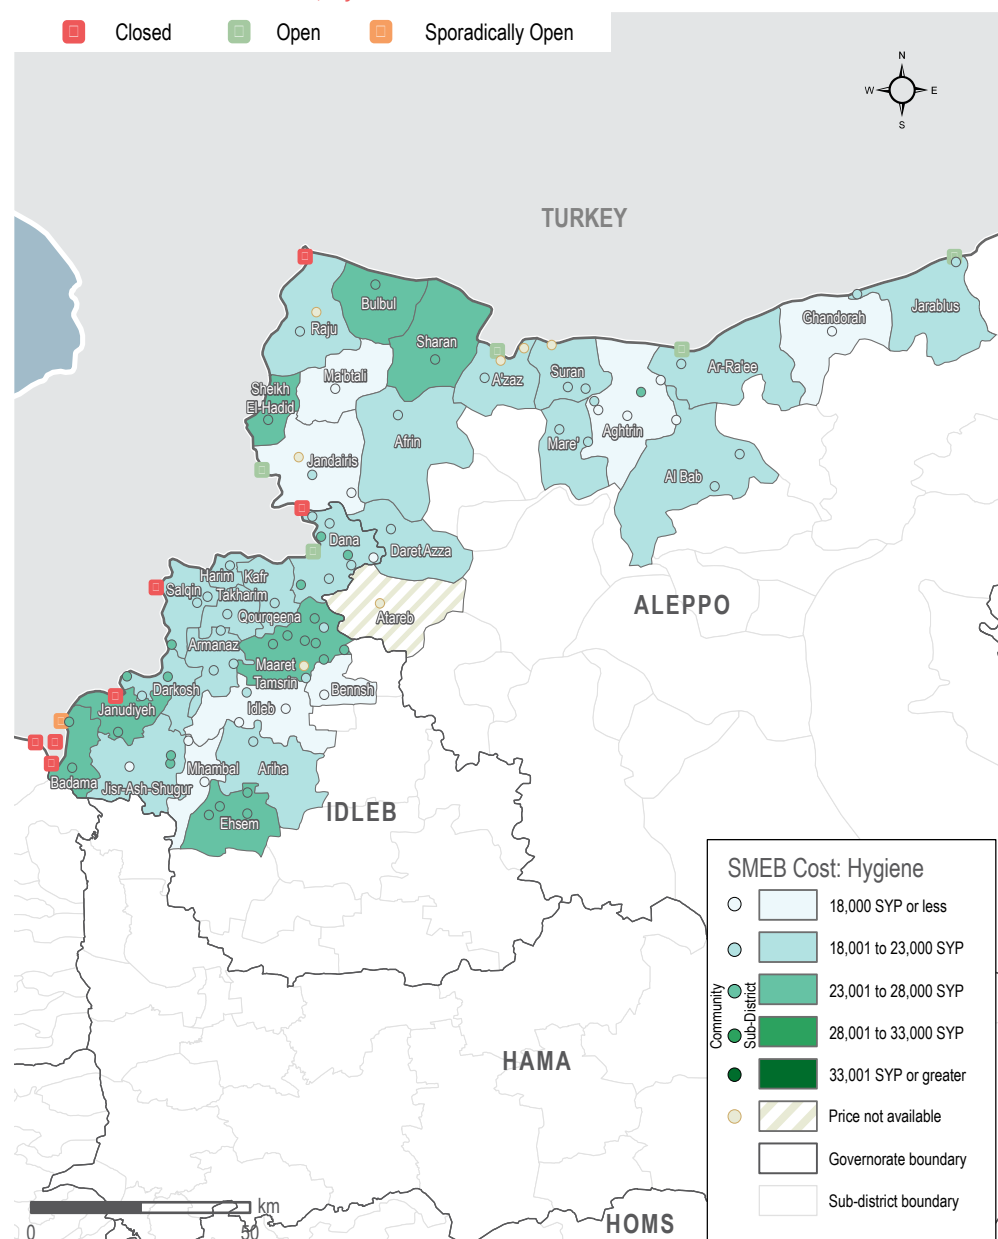 Closed
Open
Sporadically Open
N
W
E
S
TURKEY
Bulbul
Raju
Sharan
Ghandorah
Jarablus
Ma'btali
A'zaz
Suran
Ar-Ra'ee
Sheikh
El-Hadid
Afrin
Mare'
Aghtrin
Jandairis
Al Bab
Dana
Daret Azza
Harim
Kafr
Salqin
Takharim
Qourqeena
Atareb
ALEPPO
Armanaz
Maaret
Tamsrin
Darkosh
Bennsh
Janudiyeh
Idleb
Badama
Jisr-Ash-Shugur
Mhambal
Ariha
IDLEB
Ehsem
HAMA
HOMS
SMEB Cost: Hygiene
18,000 SYP or less
18,001 to 23,000 SYP
23,001 to 28,000 SYP
28,001 to 33,000 SYP
33,001 SYP or greater
Price not available
Governorate boundary
Sub-district boundary
Community
Sub-District
km
0
50